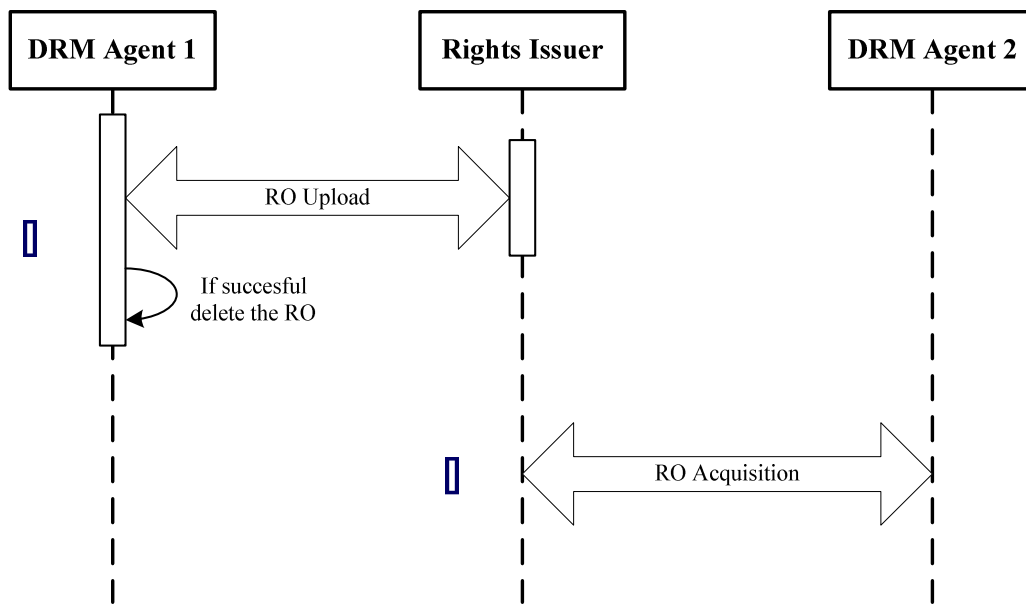 DRM Agent 1
Rights Issuer
DRM Agent 2
RO Upload
If succesful
delete the RO
RO Acquisition